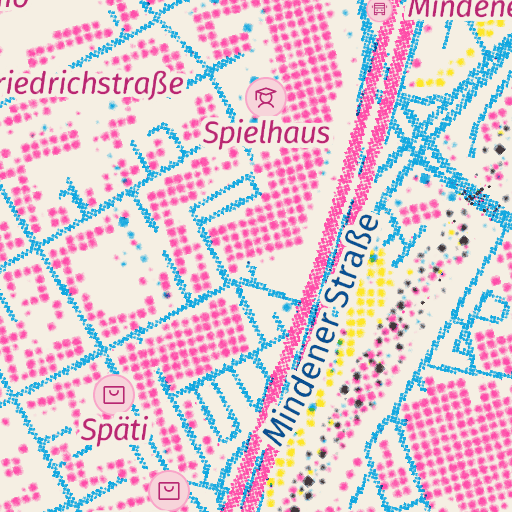 Mindene
riedrichstraße
Spielhaus
Mindener Straße
Späti